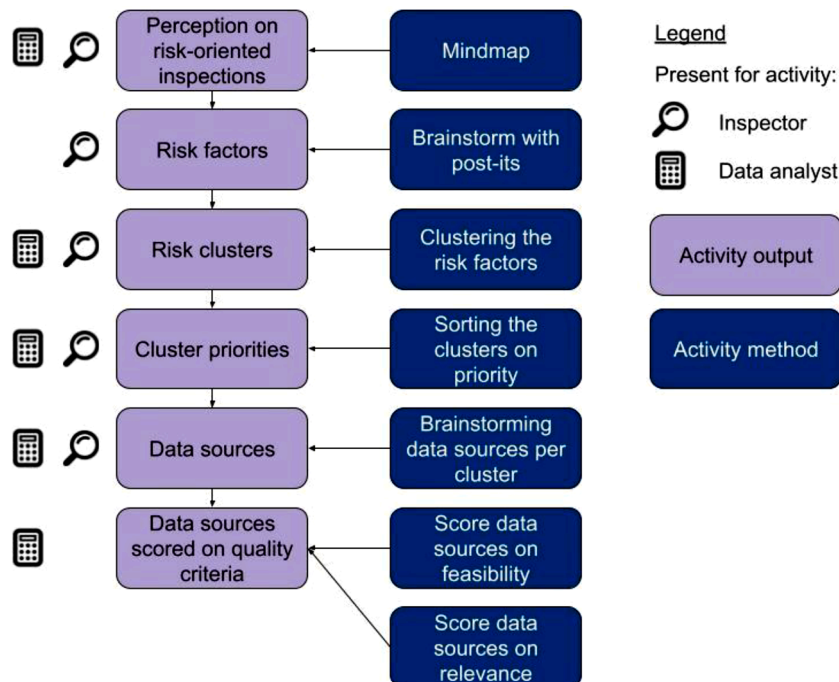 Perception on
risk-oriented
inspections
Mindmap
Risk factors
Brainstorm with
post-its
Risk clusters
Clustering the
risk factors
Cluster priorities
Sorting the
clusters on
priority
Data sources
Brainstorming
data sources per
cluster
Data sources
scored on quality
criteria
Score data
sources on
feasibility
Score data
sources on
relevance
Legend
Present for activity:
Inspector
Data analyst
Activity output
Activity method